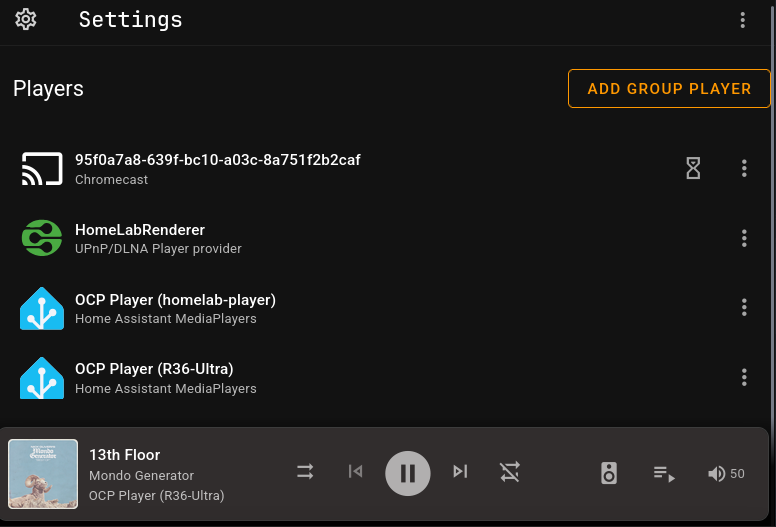 Settings
Players
ADD GROUP PLAYER
95f0a7a8-639f-bc10-a03c-8a751f2b2caf
Chromecast
HomeLabRenderer
UPnP/DLNA Player provider
OCP Player (homelab-player)
Home Assistant MediaPlayers
OCP Player (R36-Ultra)
Home Assistant MediaPlayers
Mondo
Generator
13th Floor
Mondo Generator
OCP Player (R36-Ultra)
50